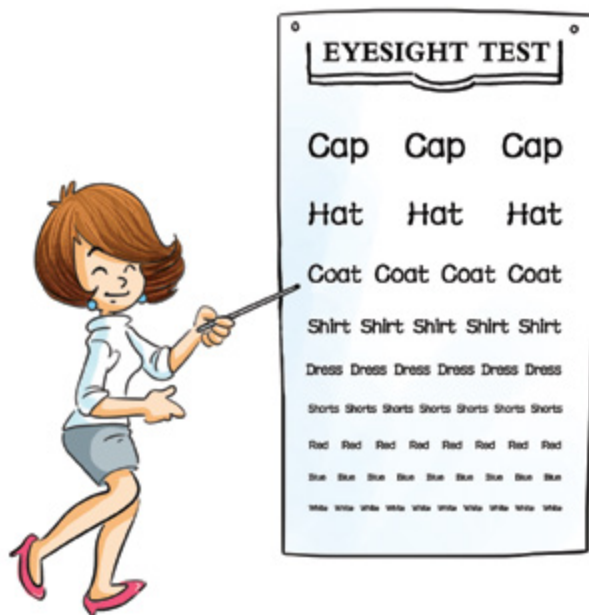 EYESIGHT TEST
Cap Cap Cap
Hat Hat Hat
Coat Coat Coat Coat
Shirt Shirt Shirt Shirt Shirt
Dress Dress Dress Dress Dress Dress
Shorts Shorts Shorts Shorts Shorts Shorts Shorts
Red Red Red Red Red Red Red Red
Blue Blue Blue Blue Blue Blue Blue Blue Blue
White White White White White White White White White White